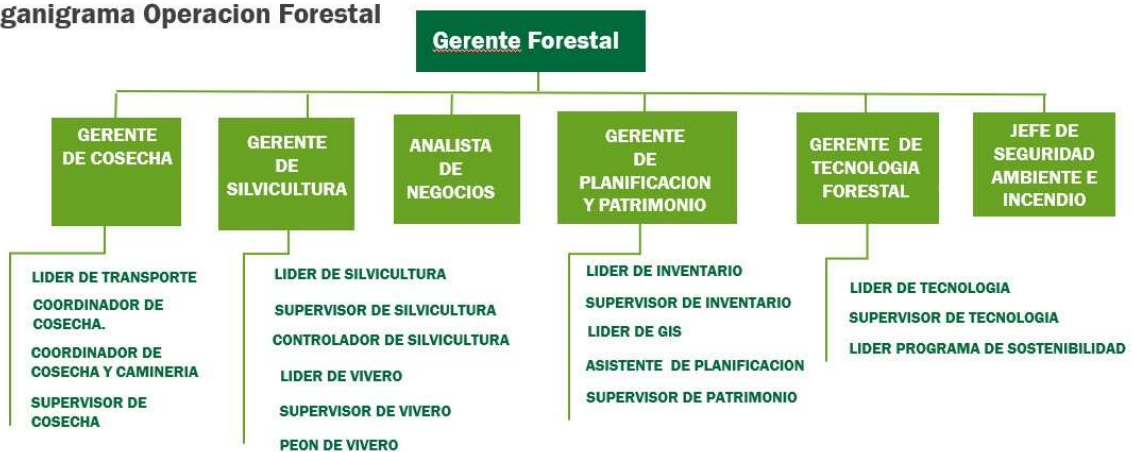 ganigrama Operacion Forestal
Gerente Forestal
GERENTE
DE COSECHA
GERENTE
DE
SILVICULTURA
ANALISTA
DE
NEGOCIOS
GERENTE
DE
PLANIFICACION
Y PATRIMONIO
GERENTE DE
TECNOLOGIA
FORESTAL
JEFE DE
SEGURIDAD
AMBIENTE E
INCENDIO
LIDER DE TRANSPORTE
COORDINADOR DE
COSECHA.
COORDINADOR DE
COSECHA Y CAMINERIA
SUPERVISOR DE
COSECHA
LIDER DE SILVICULTURA
SUPERVISOR DE SILVICULTURA
CONTROLADOR DE SILVICULTURA
LIDER DE VIVERO
SUPERVISOR DE VIVERO
PEON DE VIVERO
LIDER DE INVENTARIO
SUPERVISOR DE INVENTARIO
LIDER DE GIS
ASISTENTE DE PLANIFICACION
SUPERVISOR DE PATRIMONIO
LIDER DE TECNOLOGIA
SUPERVISOR DE TECNOLOGIA
LIDER PROGRAMA DE SOSTENIBILIDAD